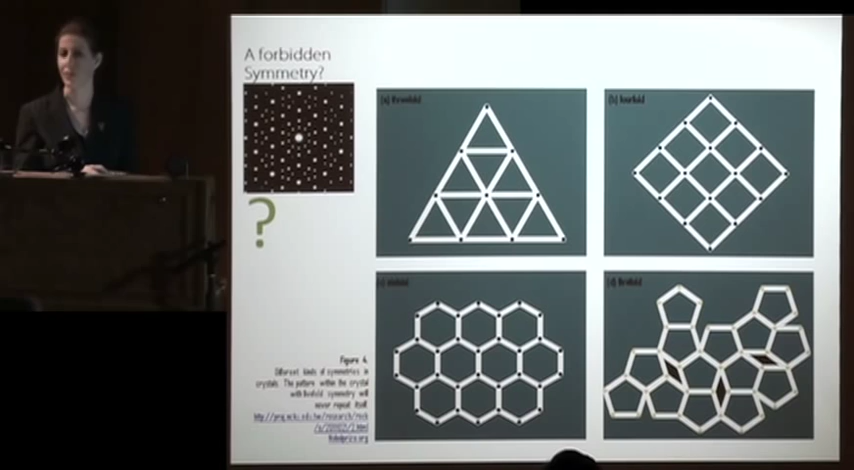 A forbidden
Symmetry?
?
(a) threefold
(b) fourfold
(c) sixfold
(d) fivefold
Figure 4.
Different kinds of symmetries in
crystals. The pattern within the crystal
with fivefold symmetry will
never repeat itself.
Nobelprize.org